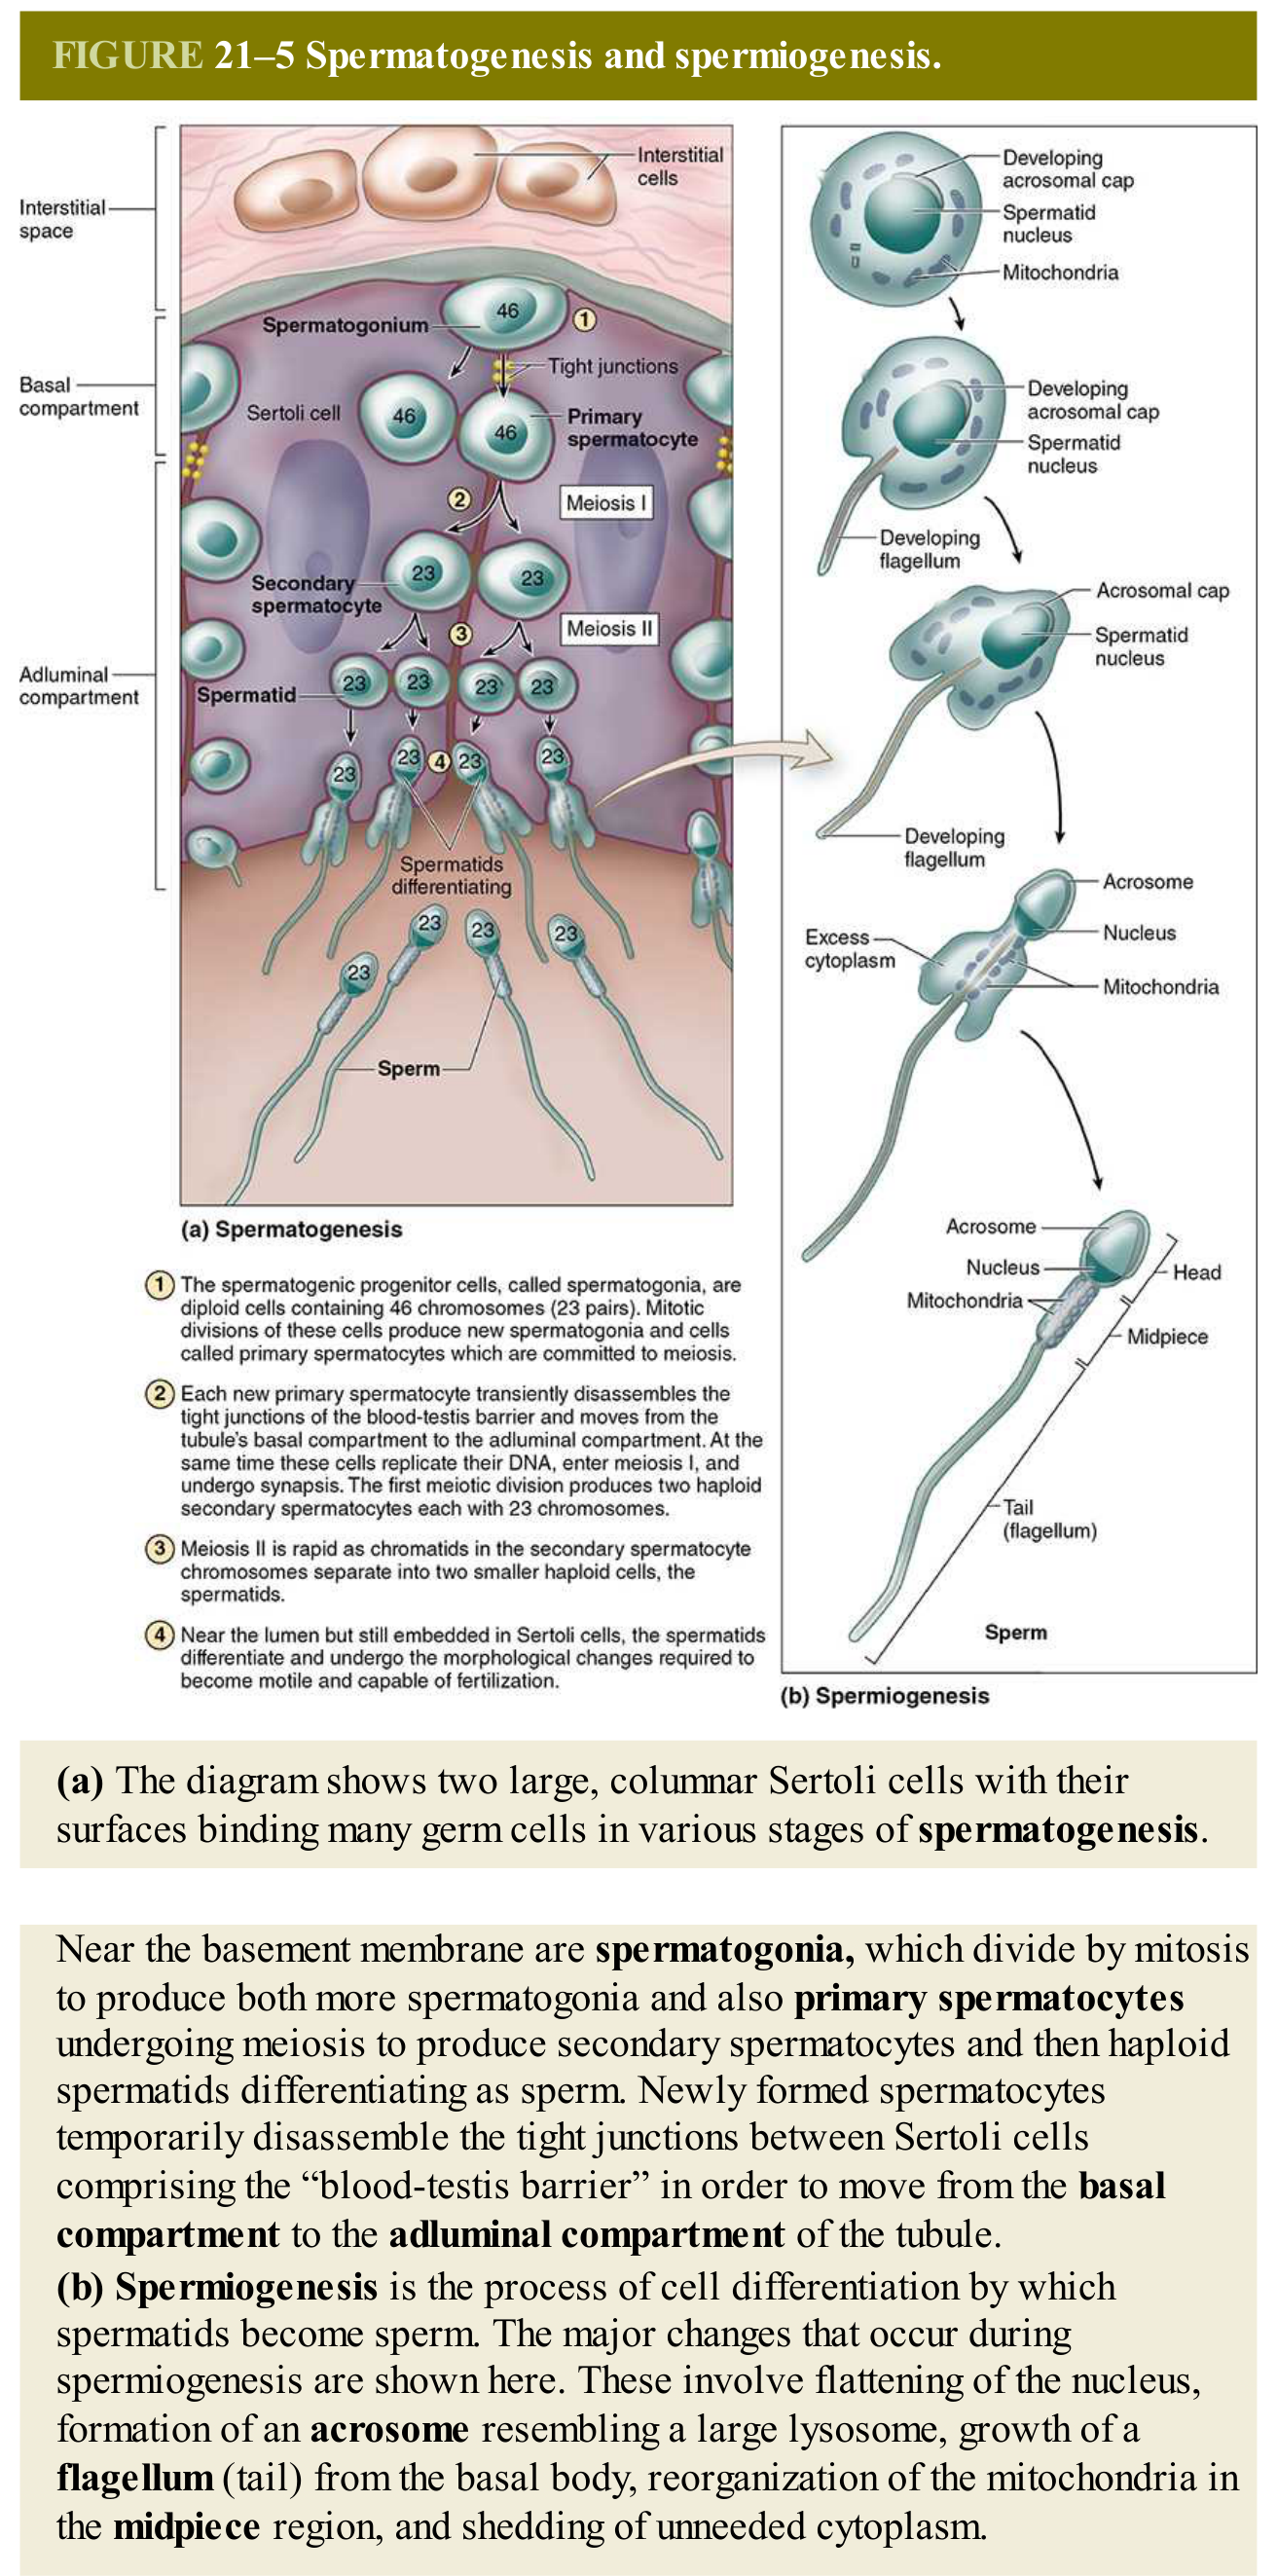 FIGURE 21–5 Spermatogenesis and spermiogenesis.
Interstitial
space
Basal
compartment
Adluminal
compartment
Interstitial
cells
46
Spermatogonium
1
Tight junctions
Sertoli cell
46
46
Primary
spermatocyte
2
Meiosis I
23
23
Secondary
spermatocyte
3
Meiosis II
Spermatid
23
23
23
23
23
23
4
23
23
Spermatids
differentiating
23
23
23
23
Sperm
(a) Spermatogenesis
1 The spermatogenic progenitor cells, called spermatogonia, are
diploid cells containing 46 chromosomes (23 pairs). Mitotic
divisions of these cells produce new spermatogonia and cells
called primary spermatocytes which are committed to meiosis.
2 Each new primary spermatocyte transiently disassembles the
tight junctions of the blood-testis barrier and moves from the
tubule's basal compartment to the adluminal compartment. At the
same time these cells replicate their DNA, enter meiosis I, and
undergo synapsis. The first meiotic division produces two haploid
secondary spermatocytes each with 23 chromosomes.
3 Meiosis II is rapid as chromatids in the secondary spermatocyte
chromosomes separate into two smaller haploid cells, the
spermatids.
4 Near the lumen but still embedded in Sertoli cells, the spermatids
differentiate and undergo the morphological changes required to
become motile and capable of fertilization.
Developing
acrosomal cap
Spermatid
nucleus
Mitochondria
Developing
acrosomal cap
Spermatid
nucleus
Developing
flagellum
Acrosomal cap
Spermatid
nucleus
Developing
flagellum
Acrosome
Excess
cytoplasm
Nucleus
Mitochondria
Acrosome
Nucleus
Mitochondria
Head
Midpiece
Tail
(flagellum)
Sperm
(b) Spermiogenesis
(a) The diagram shows two large, columnar Sertoli cells with their
surfaces binding many germ cells in various stages of spermatogenesis.
Near the basement membrane are spermatogonia, which divide by mitosis
to produce both more spermatogonia and also primary spermatocytes
undergoing meiosis to produce secondary spermatocytes and then haploid
spermatids differentiating as sperm. Newly formed spermatocytes
temporarily disassemble the tight junctions between Sertoli cells
comprising the “blood-testis barrier” in order to move from the basal
compartment to the adluminal compartment of the tubule.
(b) Spermiogenesis is the process of cell differentiation by which
spermatids become sperm. The major changes that occur during
spermiogenesis are shown here. These involve flattening of the nucleus,
formation of an acrosome resembling a large lysosome, growth of a
flagellum (tail) from the basal body, reorganization of the mitochondria in
the midpiece region, and shedding of unneeded cytoplasm.